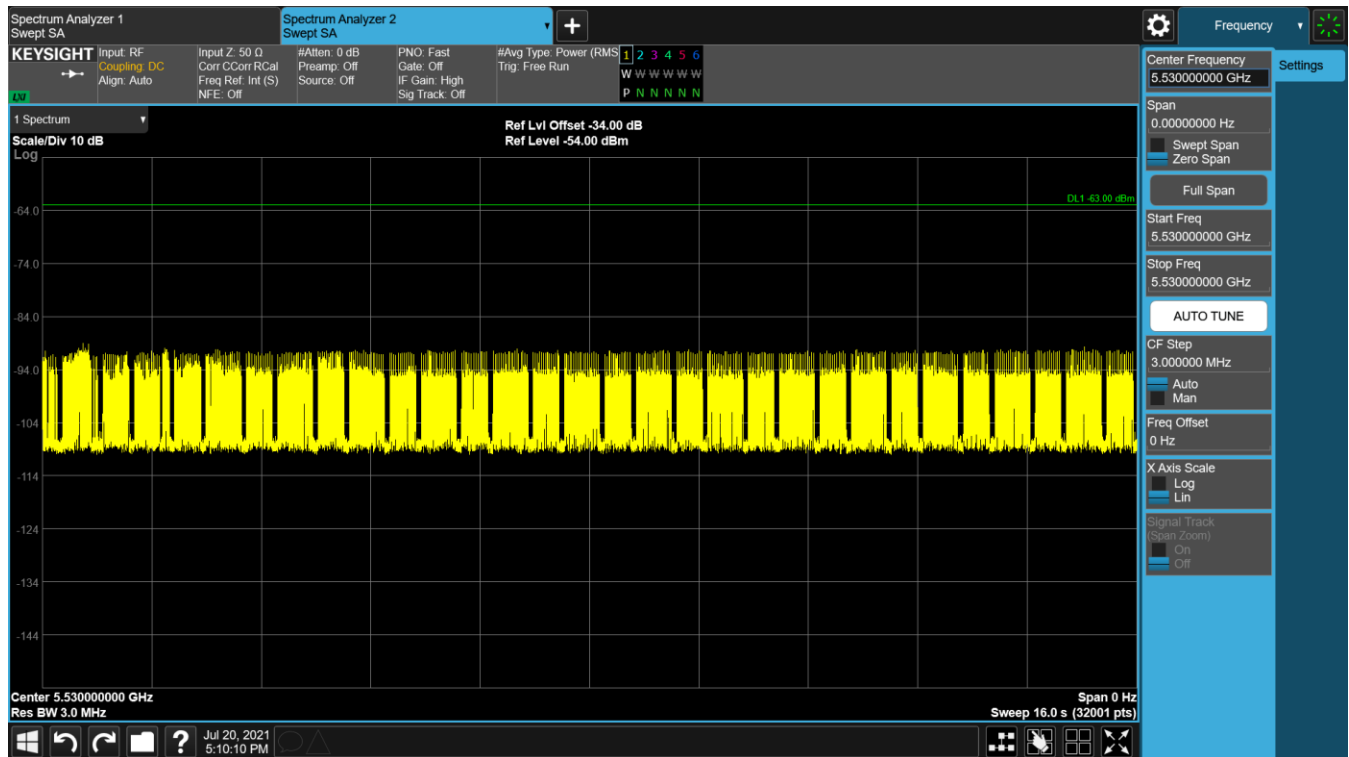 Spectrum Analyzer 1
Swept SA
Spectrum Analyzer 2
Swept SA
Frequency
KEYSIGHT
Input: RF
Coupling: DC
Align: Auto
Input Z: 50 Ω
Corr CCorr RCal
Freq Ref: Int (S)
NFE: Off
#Atten: 0 dB
Preamp: Off
Source: Off
PNO: Fast
Gate: Off
IF Gain: High
Sig Track: Off
#Avg Type: Power (RMS
Trig: Free Run
1 2 3 4 5 6
W W W W W W
P N N N N N
LXI
1 Spectrum
Scale/Div 10 dB
Log
Ref Lvl Offset -34.00 dB
Ref Level -54.00 dBm
DL1 -63.00 dBm
-64.0
-74.0
-84.0
-94.0
-104
-114
-124
-134
-144
Center 5.530000000 GHz
Res BW 3.0 MHz
Span 0 Hz
Sweep 16.0 s (32001 pts)
Center Frequency
5.530000000 GHz
Settings
Span
0.00000000 Hz
Swept Span
Zero Span
Full Span
Start Freq
5.530000000 GHz
Stop Freq
5.530000000 GHz
AUTO TUNE
CF Step
3.000000 MHz
Auto
Man
Freq Offset
0 Hz
X Axis Scale
Log
Lin
Signal Track
(Span Zoom)
On
Off
?
Jul 20, 2021
5:10:10 PM